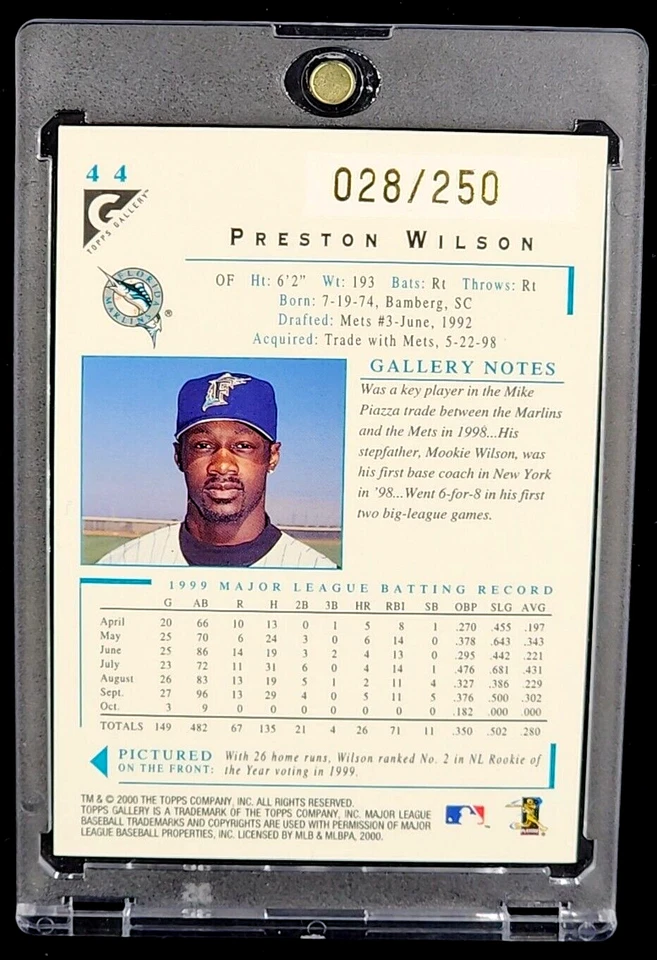 44
028/250
G
TOPPS GALLERY™
PRESTON WILSON
FLORIDA
MARLINS
®
OF Ht: 6'2" Wt: 193 Bats: Rt Throws: Rt
Born: 7-19-74, Bamberg, SC
Drafted: Mets #3-June, 1992
Acquired: Trade with Mets, 5-22-98
F
GALLERY NOTES
Was a key player in the Mike
Piazza trade between the Marlins
and the Mets in 1998...His
stepfather, Mookie Wilson, was
his first base coach in New York
in '98...Went 6-for-8 in his first
two big-league games.
1999 MAJOR LEAGUE BATTING RECORD
G AB R H 2B 3B HR RBI SB OBP SLG AVG
April 20 66 10 13 0 1 5 8 1 .270 .455 .197
May 25 70 6 24 3 0 6 14 0 .378 .643 .343
June 25 86 14 19 3 2 4 13 0 .295 .442 .221
July 23 72 11 31 6 0 4 14 1 .476 .681 .431
August 26 83 13 19 5 1 2 11 4 .327 .386 .229
Sept. 27 96 13 29 4 0 5 11 5 .376 .500 .302
Oct. 3 9 0 0 0 0 0 0 0 .182 .000 .000
TOTALS 149 482 67 135 21 4 26 71 11 .350 .502 .280
PICTURED
ON THE FRONT:
With 26 home runs, Wilson ranked No. 2 in NL Rookie of
the Year voting in 1999.
TM & © 2000 THE TOPPS COMPANY, INC. ALL RIGHTS RESERVED.
TOPPS GALLERY IS A TRADEMARK OF THE TOPPS COMPANY, INC. MAJOR LEAGUE
BASEBALL TRADEMARKS AND COPYRIGHTS ARE USED WITH PERMISSION OF MAJOR
LEAGUE BASEBALL PROPERTIES, INC. LICENSED BY MLB & MLBPA, 2000.